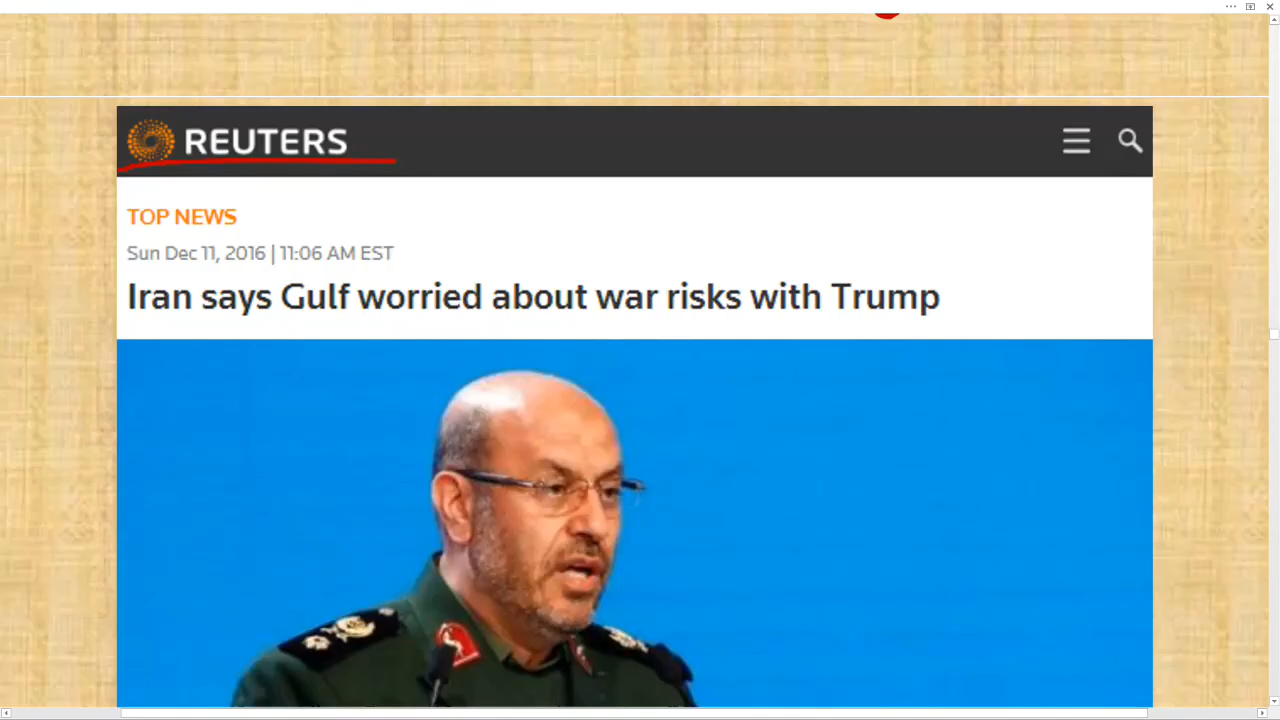 REUTERS
TOP NEWS
Sun Dec 11, 2016 | 11:06 AM EST
Iran says Gulf worried about war risks with Trump